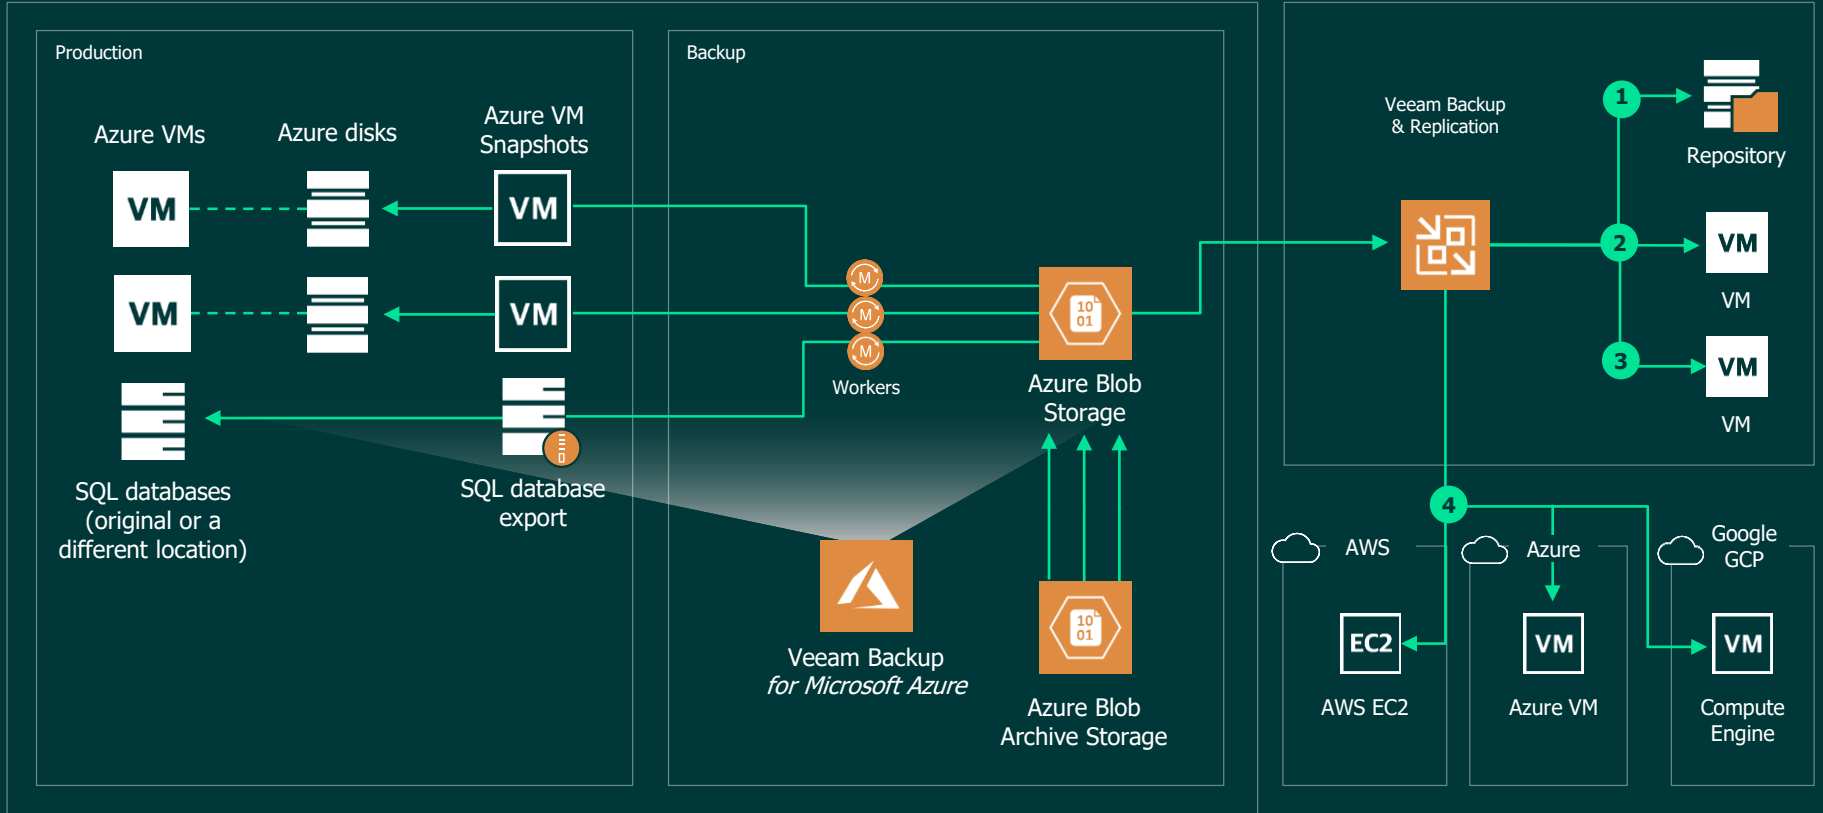 Production
Azure VMs
Azure disks
Azure VM
Snapshots
VM
VM
VM
VM
SQL databases
(original or a
different location)
SQL database
export
Backup
M
M
M
Workers
10
01
Azure Blob
Storage
Veeam Backup
for Microsoft Azure
10
01
Azure Blob
Archive Storage
Veeam Backup
& Replication
1
Repository
2
VM
VM
3
VM
VM
4
AWS
EC2
AWS EC2
Azure
VM
Azure VM
Google
GCP
VM
Compute
Engine